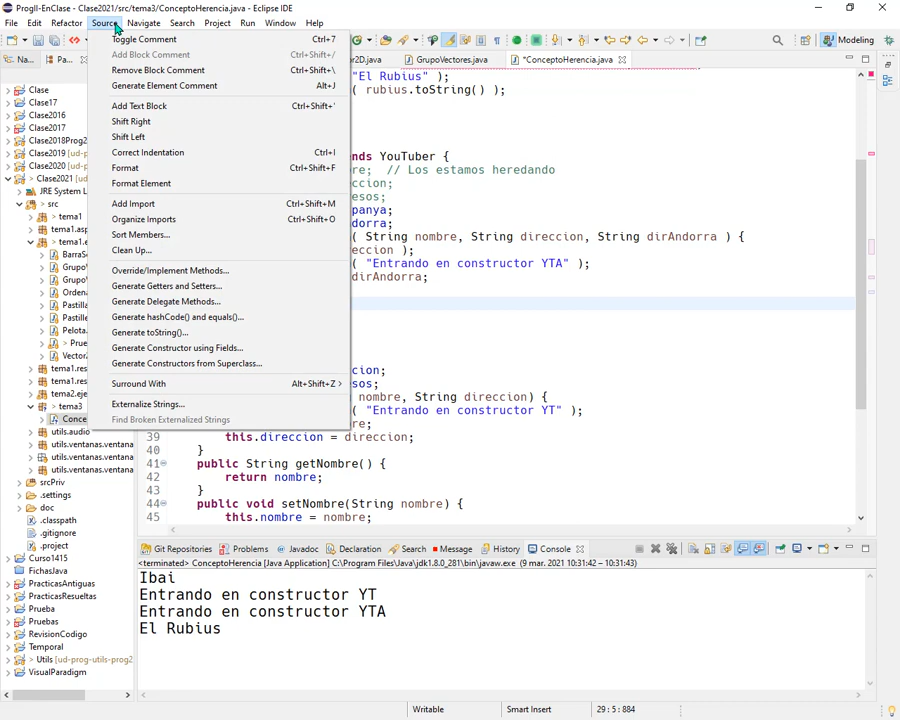 ProgII-EnClase - Clase2021/src/tema3/ConceptoHerencia.java - Eclipse IDE
File Edit Refactor Source Navigate Search Project Run Window Help
Modeling
Na... Pa...
or2D.java GrupoVectores.java *ConceptoHerencia.java
Toggle Comment Ctrl+7
Add Block Comment Ctrl+Shift+/
Remove Block Comment Ctrl+Shift+\
Generate Element Comment Alt+J
Add Text Block Ctrl+Shift+'
Shift Right
Shift Left
Correct Indentation Ctrl+I
Format Ctrl+Shift+F
Format Element
Add Import Ctrl+Shift+M
Organize Imports Ctrl+Shift+O
Sort Members...
Clean Up...
Override/Implement Methods...
Generate Getters and Setters...
Generate Delegate Methods...
Generate hashCode() and equals()...
Generate toString()...
Generate Constructor using Fields...
Generate Constructors from Superclass...
Surround With Alt+Shift+Z
Externalize Strings...
Find Broken Externalized Strings
Clase
Clase17
Clase2016
Clase2017
Clase2018Prog2
Clase2019 [ud-p
Clase2020 [ud-p
Clase2021 [ud-p
JRE System L
src
tema1
tema1.as
tema1.e
BarraS
Grupo
Grupo
Orden
Pastill
Pastille
Pelota.
Prue
Vector
tema1.re
tema1.re
tema2.eje
tema3
Conce
utils.audio
utils.ventanas.ventana
utils.ventanas.ventana
utils.ventanas.ventana
srcPriv
.settings
doc
.classpath
.gitignore
.project
Curso1415
FichasJava
PracticasAntiguas
PracticasResueltas
Prueba
Pruebas
RevisionCodigo
Temporal
Utils [ud-prog-utils-prog2
VisualParadigm
"El Rubius" );
( rubius.toString() );
nds YouTuber {
re; // Los estamos heredando
ccion;
esos;
panya;
dorra;
( String nombre, String direccion, String dirAndorra ) {
eccion );
( "Entrando en constructor YTA" );
dirAndorra;
cion;
sos;
nombre, String direccion) {
( "Entrando en constructor YT" );
re;
39 this.direccion = direccion;
40 }
41 public String getNombre() {
42 return nombre;
43 }
44 public void setNombre(String nombre) {
45 this.nombre = nombre;
Git Repositories Problems Javadoc Declaration Search Message History Console
<terminated> ConceptoHerencia [Java Application] C:\Program Files\Java\jdk1.8.0_281\bin\javaw.exe (9 mar. 2021 10:31:42 – 10:31:43)
Ibai
Entrando en constructor YT
Entrando en constructor YTA
El Rubius
Writable Smart Insert 29 : 5 : 884